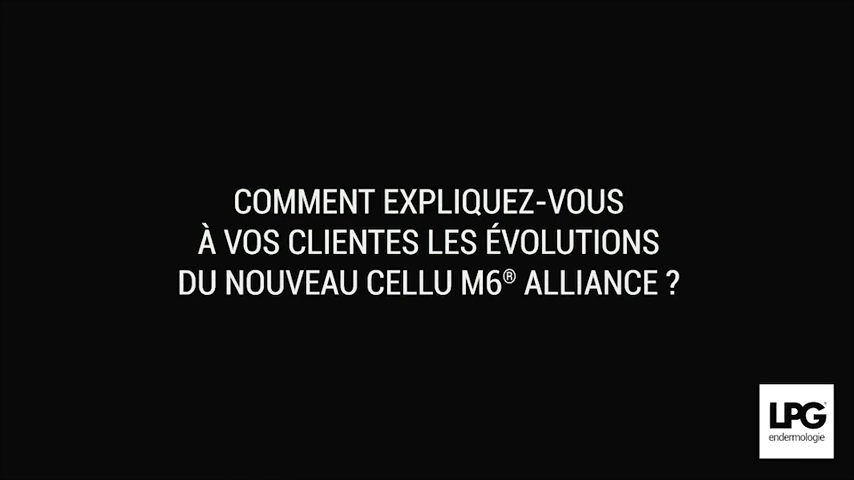 COMMENT EXPLIQUEZ-VOUS
À VOS CLIENTES LES ÉVOLUTIONS
DU NOUVEAU CELLU M6® ALLIANCE ?
LPG®
endermologie